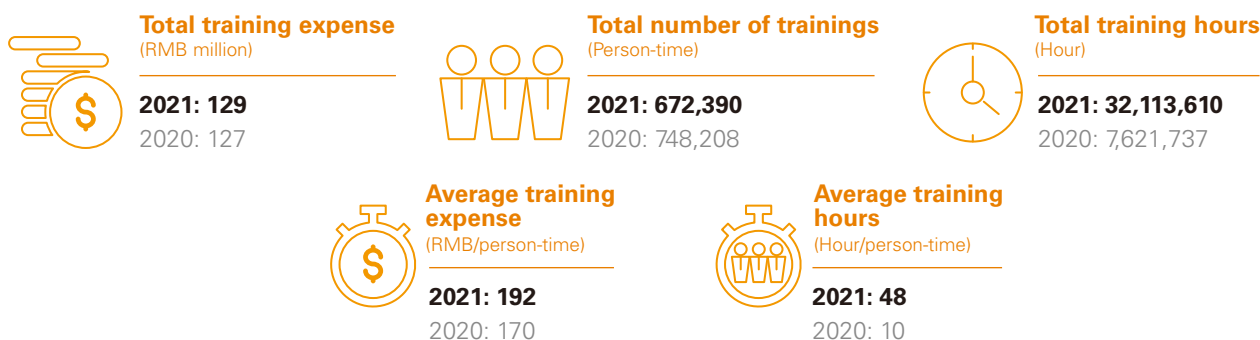 Total training expense
(RMB million)
2021: 129
2020: 127
Total number of trainings
(Person-time)
2021: 672,390
2020: 748,208
Total training hours
(Hour)
2021: 32,113,610
2020: 7,621,737
$
Average training
expense
(RMB/person-time)
2021: 192
2020: 170
$
Average training
hours
(Hour/person-time)
2021: 48
2020: 10